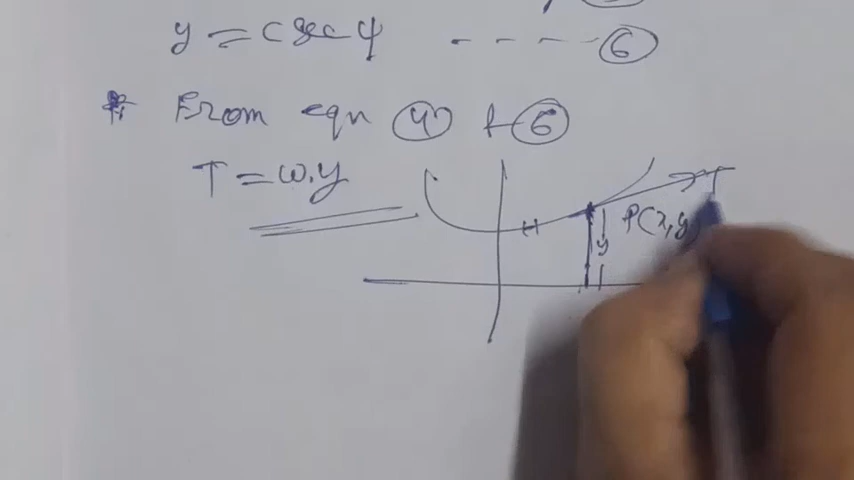 y = c sec ψ ---- ⑥
From eqn ④ & ⑥
T = ω.y
T
P(x,y)
y